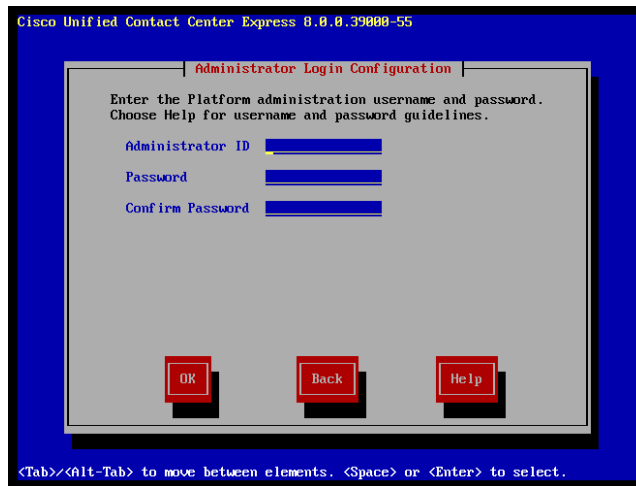 Cisco Unified Contact Center Express 8.0.0.39000-55
Administrator Login Configuration
Enter the Platform administration username and password.
Choose Help for username and password guidelines.
Administrator ID
Password
Confirm Password
OK Back Help
<Tab>/<Alt-Tab> to move between elements. <Space> or <Enter> to select.